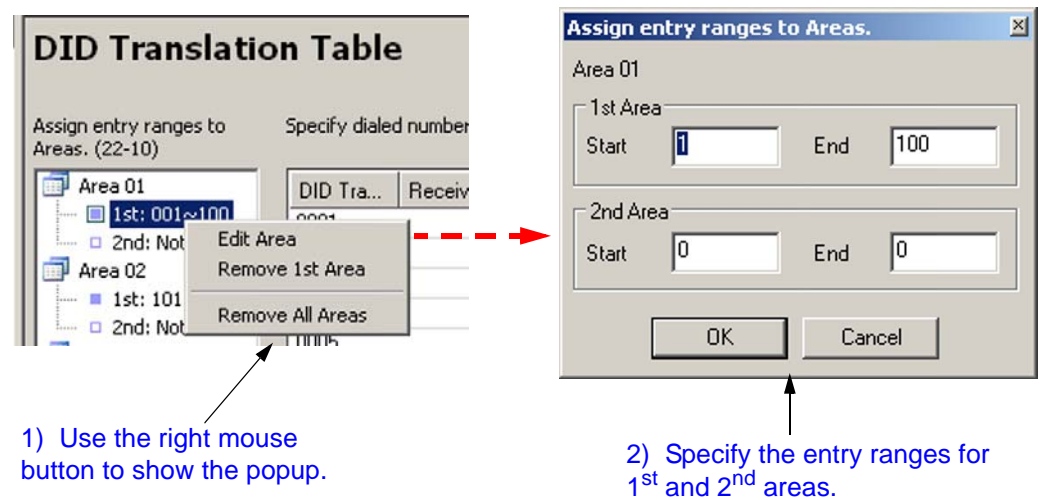 DID Translation Table
Assign entry ranges to
Areas. (22-10)
Specify dialed number
Area 01
1st: 001~100
2nd: Not
Area 02
1st: 101
2nd: Not
DID Tra... Receiv
0001
0005
Edit Area
Remove 1st Area
Remove All Areas
1) Use the right mouse
button to show the popup.
Assign entry ranges to Areas.
Area 01
1st Area
Start 1 End 100
2nd Area
Start 0 End 0
OK Cancel
2) Specify the entry ranges for
1st and 2nd areas.